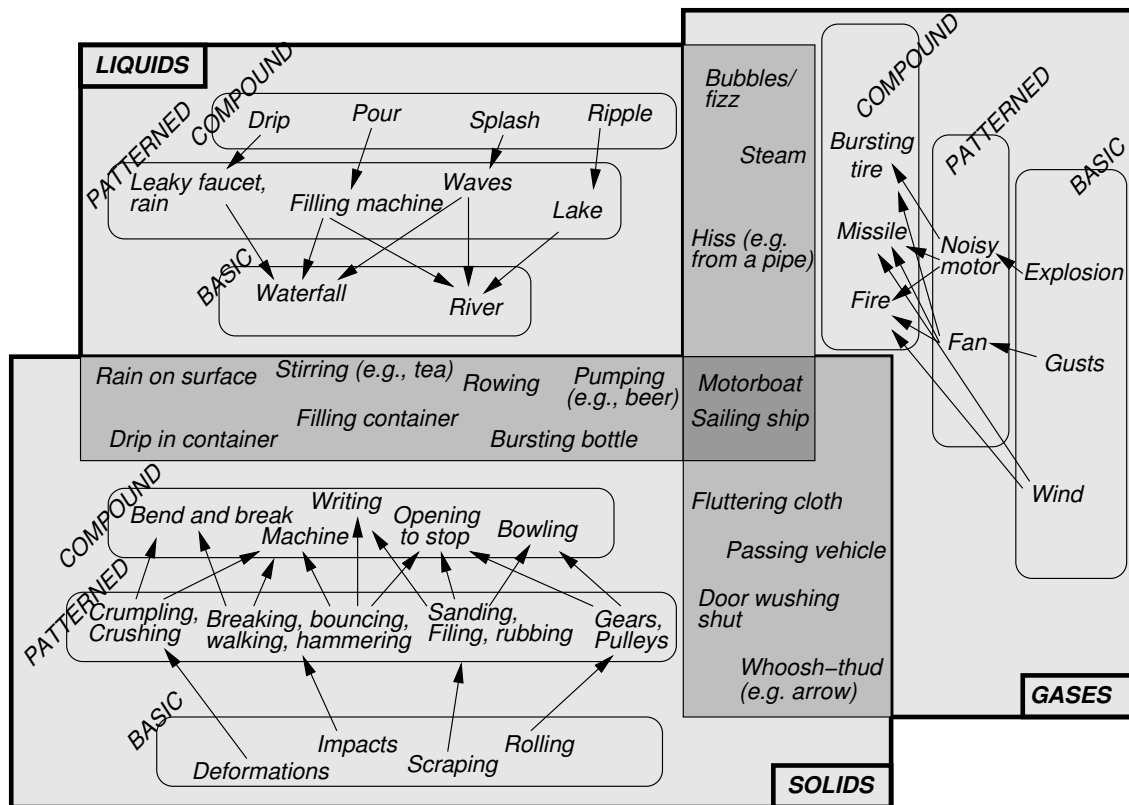 LIQUIDS
COMPOUND
Drip
Pour
Splash
Ripple
PATTERNED
Leaky faucet,
rain
Filling machine
Waves
Lake
BASIC
Waterfall
River
Bubbles/
fizz
Steam
Hiss (e.g.
from a pipe)
COMPOUND
Bursting
tire
Missile
Fire
PATTERNED
Noisy
motor
Fan
BASIC
Explosion
Gusts
Wind
Rain on surface
Stirring (e.g., tea)
Rowing
Pumping
(e.g., beer)
Motorboat
Sailing ship
Filling container
Drip in container
Bursting bottle
COMPOUND
Bend and break
Writing
Machine
Opening
to stop
Bowling
PATTERNED
Crumpling,
Crushing
Breaking, bouncing,
walking, hammering
Sanding,
Filing, rubbing
Gears,
Pulleys
BASIC
Deformations
Impacts
Scraping
Rolling
Fluttering cloth
Passing vehicle
Door wushing
shut
Whoosh−thud
(e.g. arrow)
GASES
SOLIDS